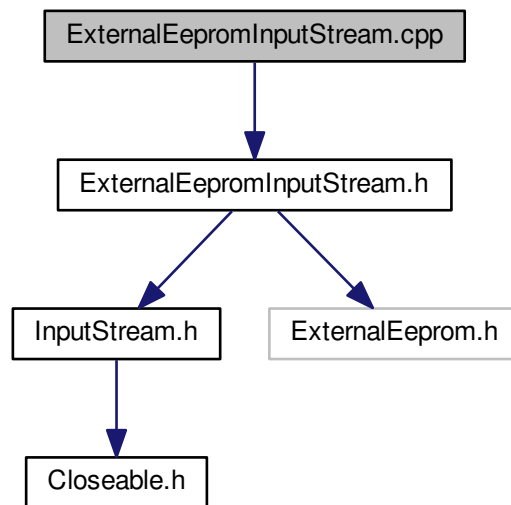 ExternalEepromInputStream.cpp
ExternalEepromInputStream.h
InputStream.h
ExternalEeprom.h
Closeable.h